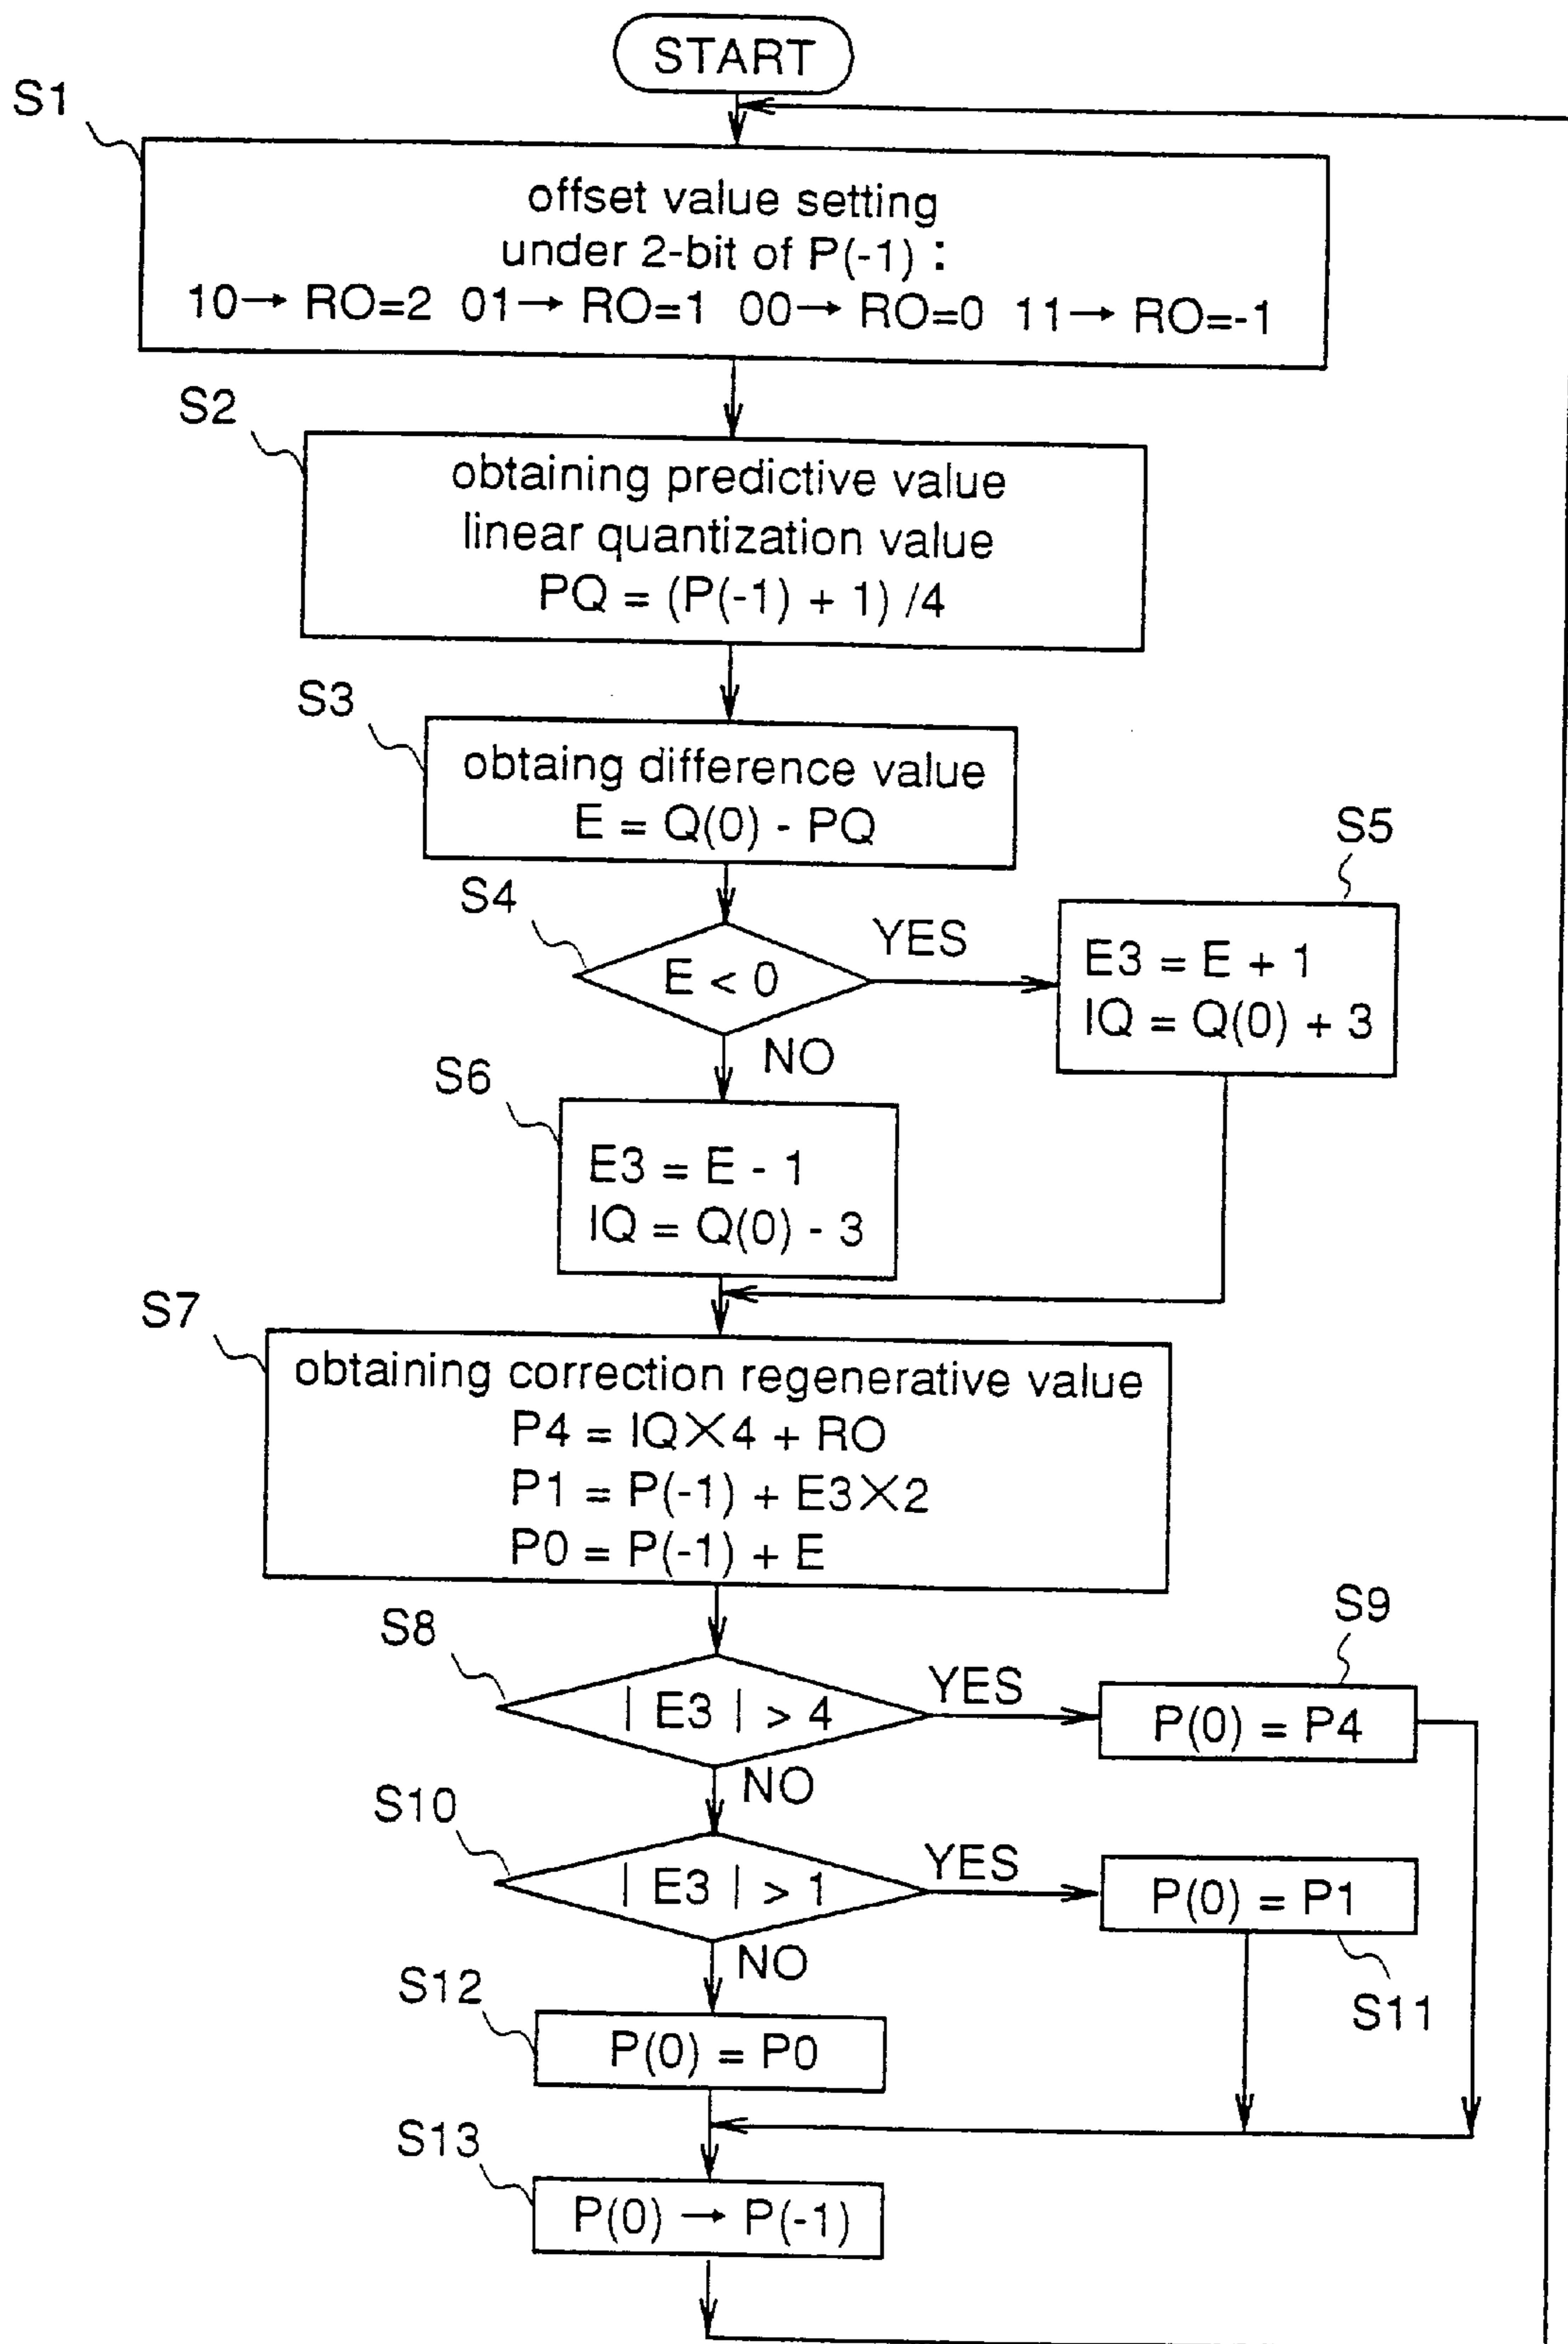 START
S1
offset value setting
under 2-bit of P(-1) :
10→ RO=2 01→ RO=1 00→ RO=0 11→ RO=-1
S2
obtaining predictive value
linear quantization value
PQ = (P(-1) + 1) /4
S3
obtaing difference value
E = Q(0) - PQ
S4
E < 0
YES
S5
E3 = E + 1
IQ = Q(0) + 3
NO
S6
E3 = E - 1
IQ = Q(0) - 3
S7
obtaining correction regenerative value
P4 = IQ×4 + RO
P1 = P(-1) + E3×2
P0 = P(-1) + E
S8
| E3 | > 4
YES
S9
P(0) = P4
NO
S10
| E3 | > 1
YES
P(0) = P1
S11
NO
S12
P(0) = P0
S13
P(0) → P(-1)